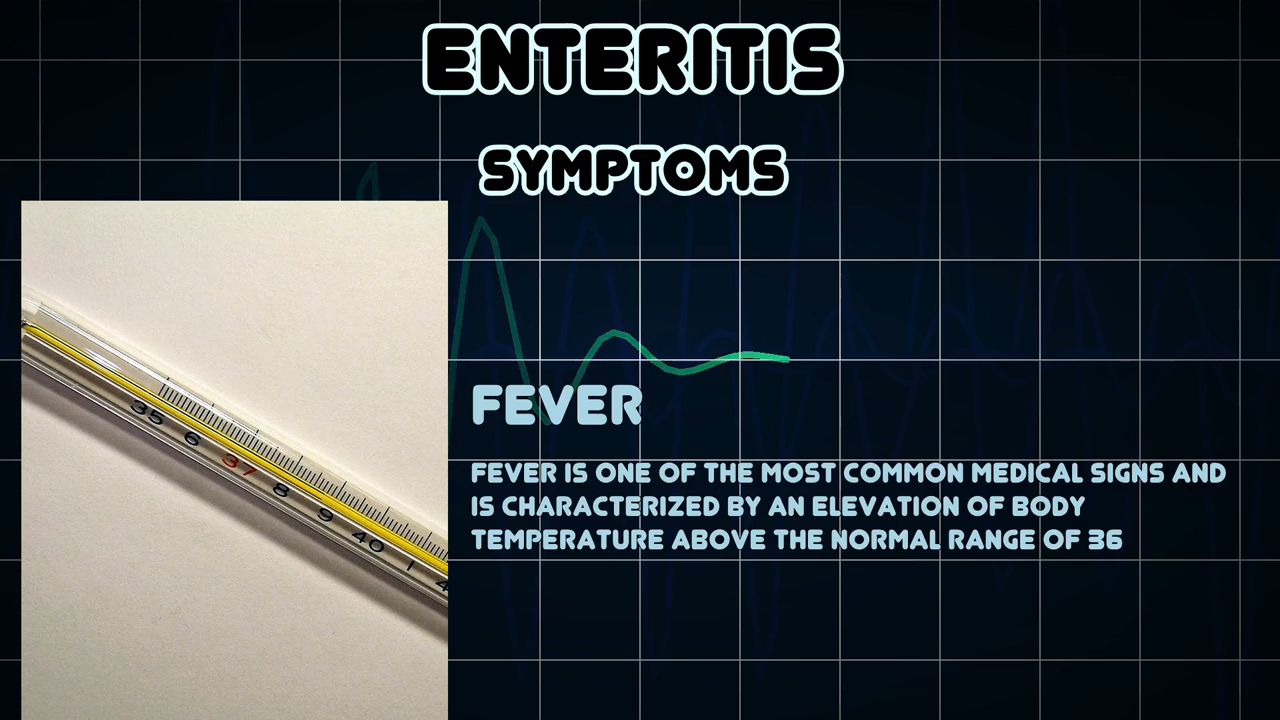 ENTERITIS
SYMPTOMS
35 6 37 8 9 40 1
FEVER
FEVER IS ONE OF THE MOST COMMON MEDICAL SIGNS AND
IS CHARACTERIZED BY AN ELEVATION OF BODY
TEMPERATURE ABOVE THE NORMAL RANGE OF 36